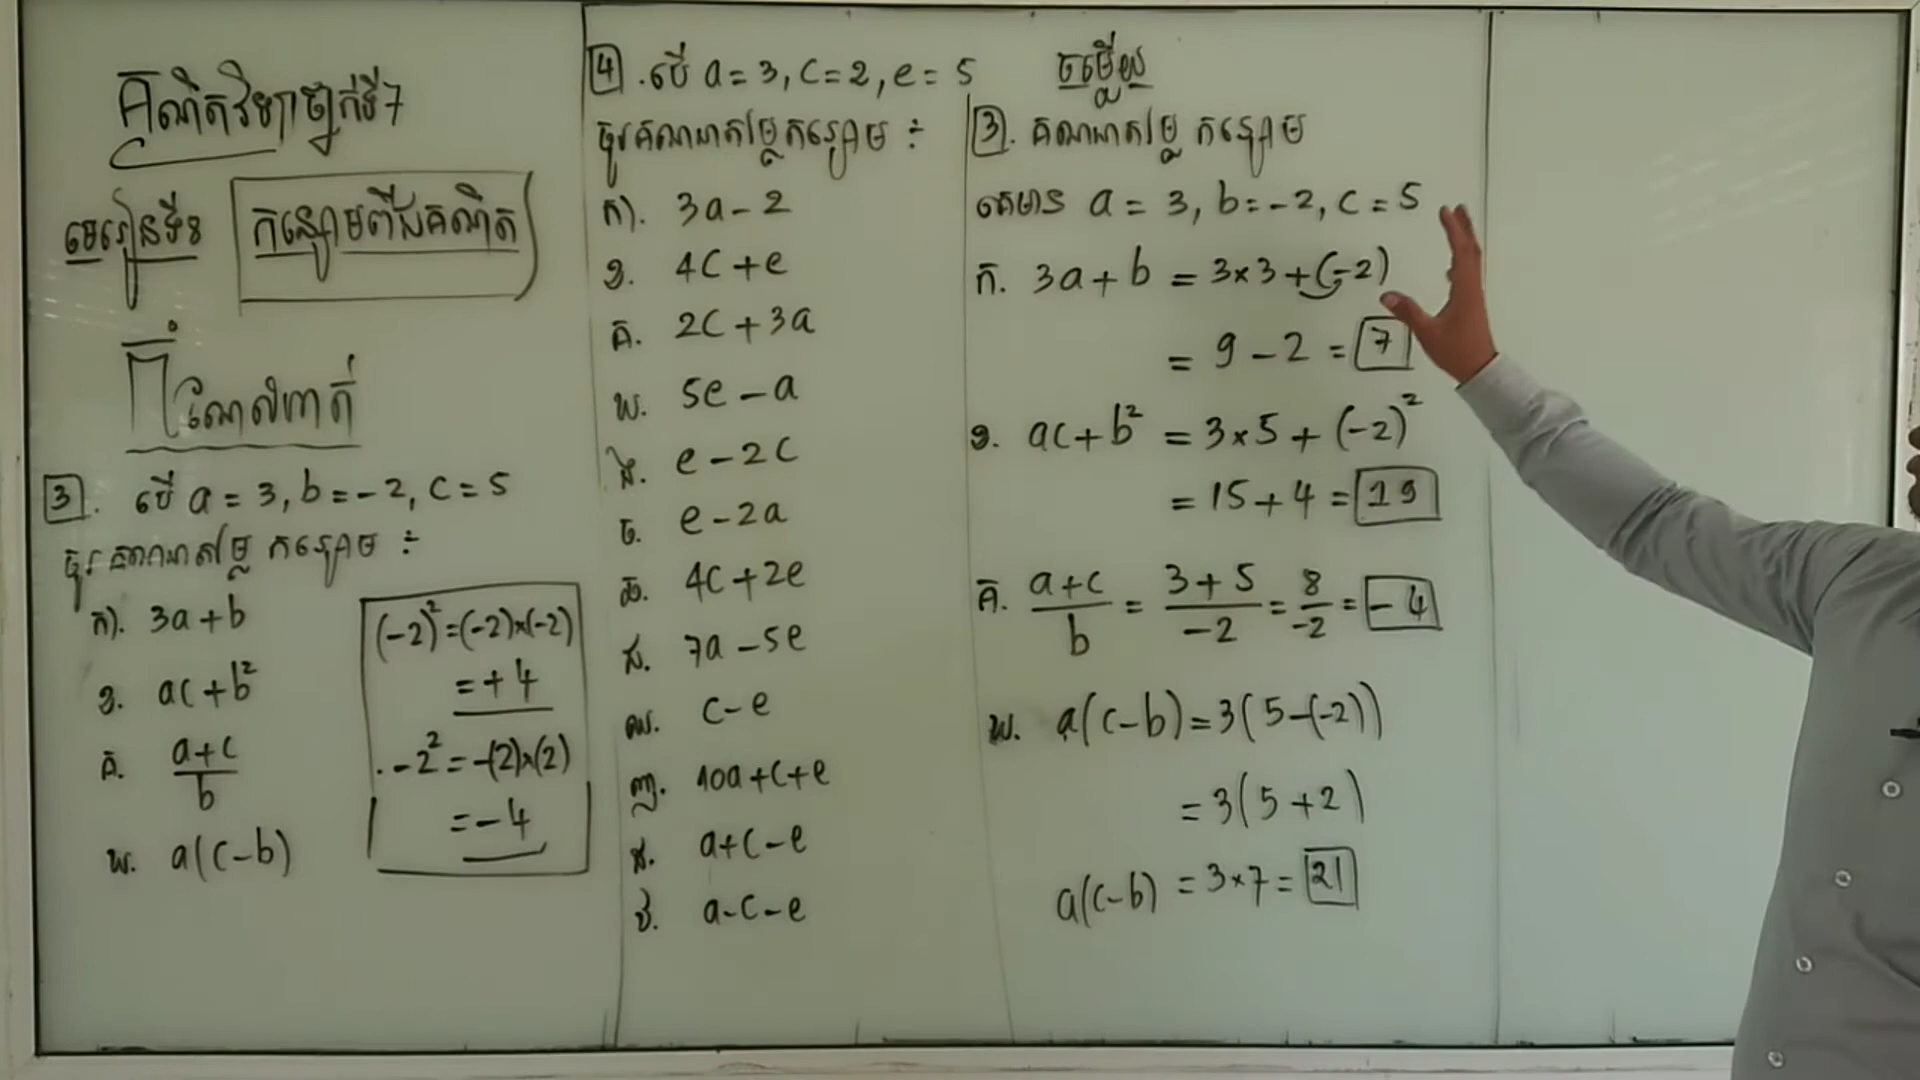 គណិតវិទ្យាថ្នាក់ទី7
មេរៀនទី8 កន្សោមពីជគណិត
កំណែលំហាត់
3. បើ a = 3, b = -2, c = 5
ចូរគណនាតម្លៃកន្សោម ÷
ក). 3a + b
ខ. ac + b²
គ. (a+c)/b
ឃ. a(c-b)
(-2)² = (-2)×(-2)
= + 4
. -2² = -(2)×(2)
= - 4
4. បើ a = 3, c = 2, e = 5
ចូរគណនាតម្លៃកន្សោម ÷
ក). 3a - 2
ខ. 4c + e
គ. 2c + 3a
ឃ. 5e - a
ង. e - 2c
ច. e - 2a
ឆ. 4c + 2e
ជ. 7a - 5e
ឈ. c - e
ញ. 10a + c + e
ដ. a + c - e
ឋ. a - c - e
ចម្លើយ
3. គណនាតម្លៃ កន្សោម
គេមាន a = 3, b = -2, c = 5
ក. 3a + b = 3×3 + (-2)
= 9 - 2 = 7
ខ. ac + b² = 3×5 + (-2)²
= 15 + 4 = 19
គ. (a+c)/b = (3+5)/-2 = 8/-2 = -4
ឃ. a(c-b) = 3(5-(-2))
= 3(5+2)
a(c-b) = 3×7 = 21